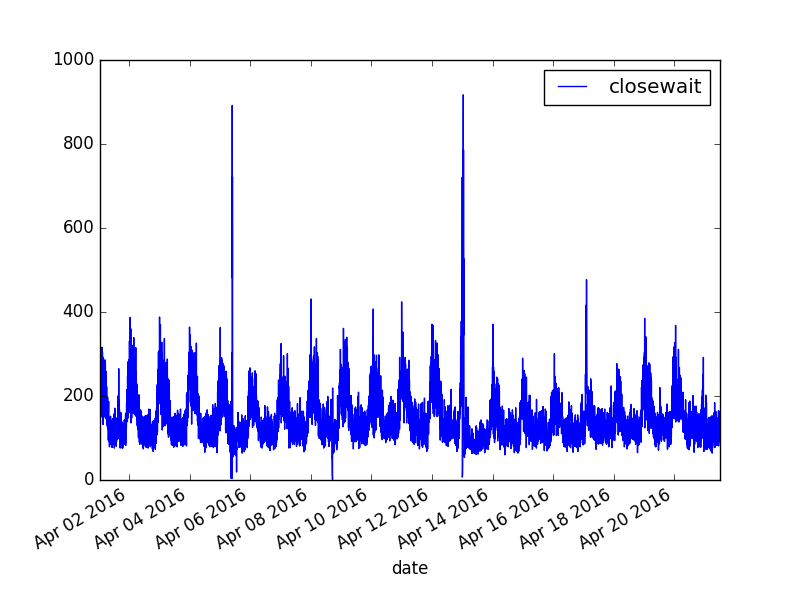 1000
closewait
800
600
400
200
0
Apr 02 2016
Apr 04 2016
Apr 06 2016
Apr 08 2016
Apr 10 2016
Apr 12 2016
Apr 14 2016
Apr 16 2016
Apr 18 2016
Apr 20 2016
date